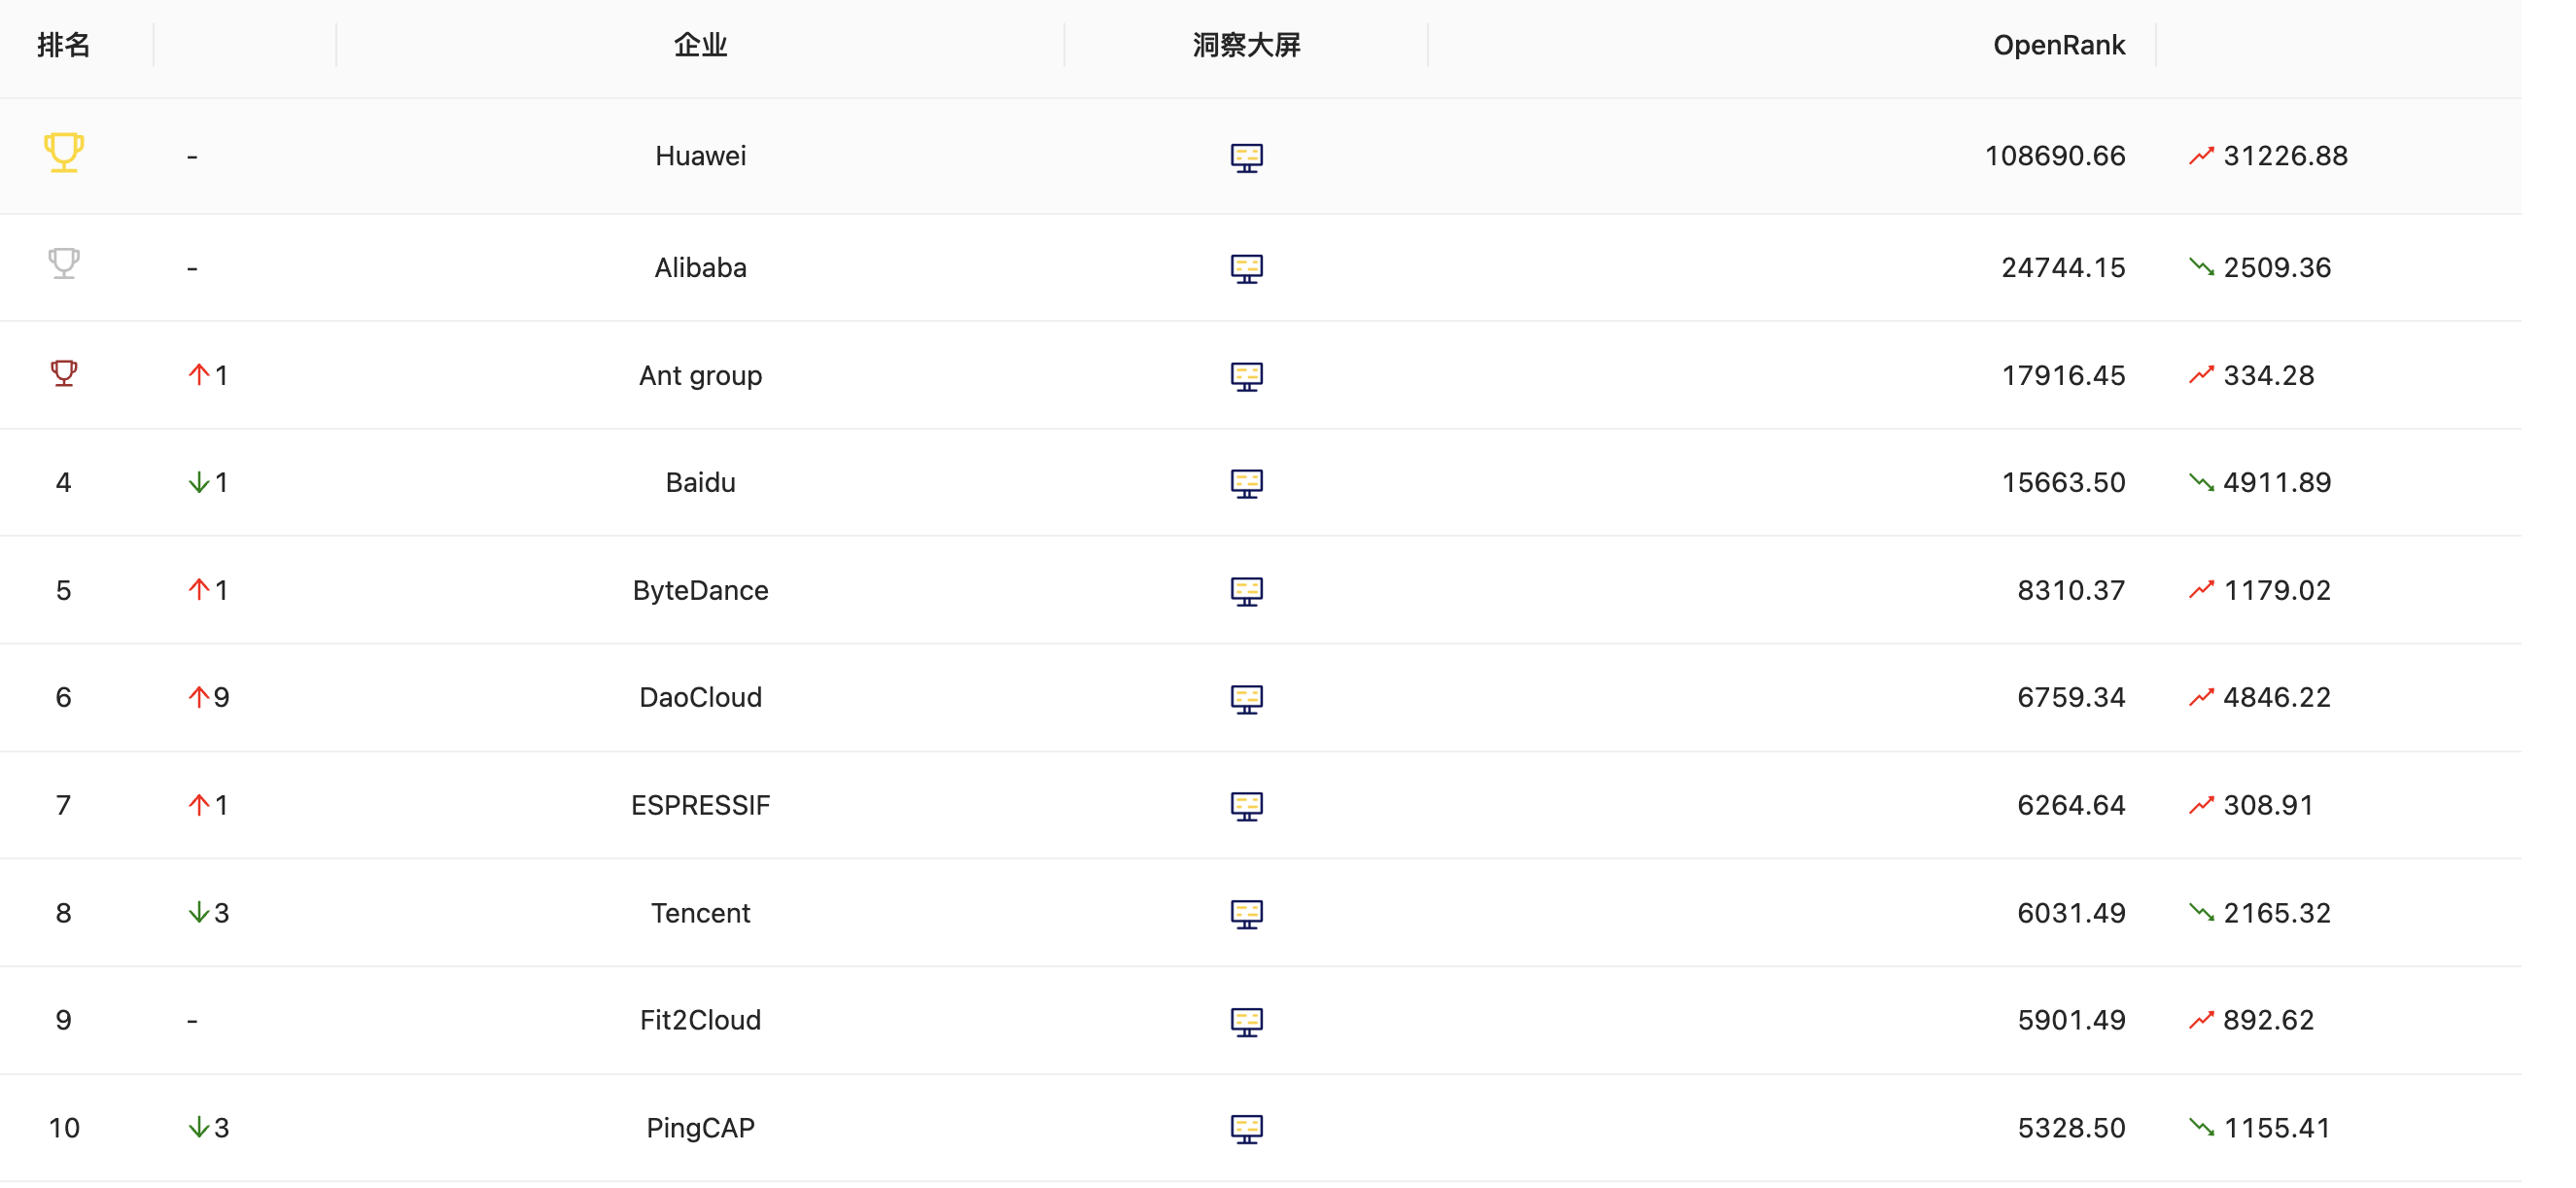 排名 企业 洞察大屏 OpenRank
- Huawei 108690.66 31226.88
- Alibaba 24744.15 2509.36
↑1 Ant group 17916.45 334.28
4 ↓1 Baidu 15663.50 4911.89
5 ↑1 ByteDance 8310.37 1179.02
6 ↑9 DaoCloud 6759.34 4846.22
7 ↑1 ESPRESSIF 6264.64 308.91
8 ↓3 Tencent 6031.49 2165.32
9 - Fit2Cloud 5901.49 892.62
10 ↓3 PingCAP 5328.50 1155.41